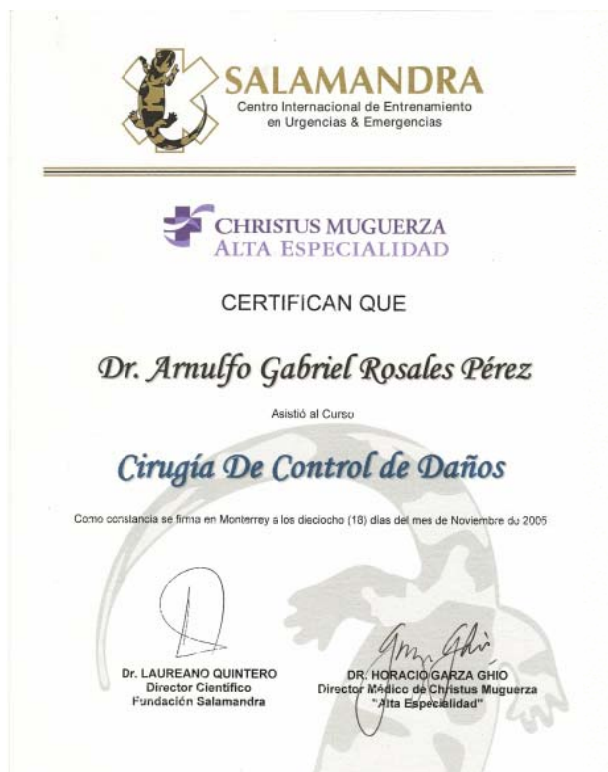 SALAMANDRA
Centro Internacional de Entrenamiento
en Urgencias & Emergencias
CHRISTUS MUGUERZA
ALTA ESPECIALIDAD
CERTIFICAN QUE
Dr. Arnulfo Gabriel Rosales Pérez
Asistió al Curso
Cirugía De Control de Daños
Como constancia se firma en Monterrey a los dieciocho (18) días del mes de Noviembre de 2005
Dr. LAUREANO QUINTERO
Director Científico
Fundación Salamandra
DR. HORACIO GARZA GHIO
Director Médico de Christus Muguerza
"Alta Especialidad"